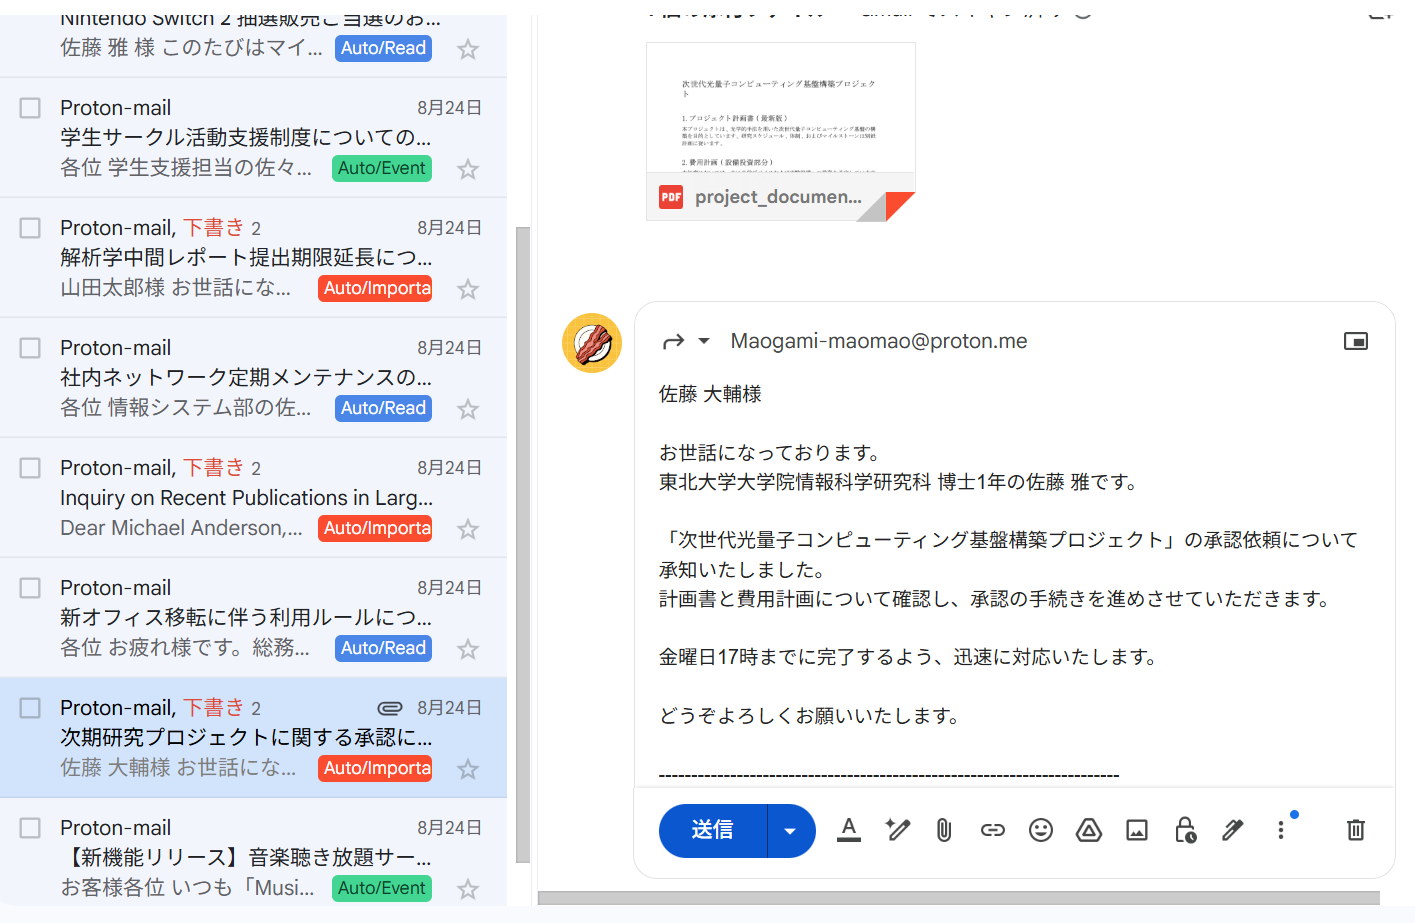 Nintendo Switch 2 抽選販売ご当選のお...
佐藤 雅 様 このたびはマイ... Auto/Read
Proton-mail 8月24日
学生サークル活動支援制度についての...
各位 学生支援担当の佐々... Auto/Event
Proton-mail, 下書き 2 8月24日
解析学中間レポート提出期限延長につ...
山田太郎様 お世話にな... Auto/Importa
Proton-mail 8月24日
社内ネットワーク定期メンテナンスの...
各位 情報システム部の佐... Auto/Read
Proton-mail, 下書き 2 8月24日
Inquiry on Recent Publications in Larg...
Dear Michael Anderson,... Auto/Importa
Proton-mail 8月24日
新オフィス移転に伴う利用ルールにつ...
各位 お疲れ様です。総務... Auto/Read
Proton-mail, 下書き 2 8月24日
次期研究プロジェクトに関する承認に...
佐藤 大輔様 お世話にな... Auto/Importa
Proton-mail 8月24日
【新機能リリース】音楽聴き放題サー...
お客様各位 いつも「Musi... Auto/Event
次世代光量子コンピューティング基盤構築プロジェク
ト
1. プロジェクト計画書 ( 最新版 )
2. 費用計画 ( 設備投資部分 )
PDF project_documen...
Maogami-maomao@proton.me
佐藤 大輔様
お世話になっております。
東北大学大学院情報科学研究科 博士1年の佐藤 雅です。
「次世代光量子コンピューティング基盤構築プロジェクト」の承認依頼について
承知いたしました。
計画書と費用計画について確認し、承認の手続きを進めさせていただきます。
金曜日17時までに完了するよう、迅速に対応いたします。
どうぞよろしくお願いいたします。
-----------------------------------------------------------------------
送信